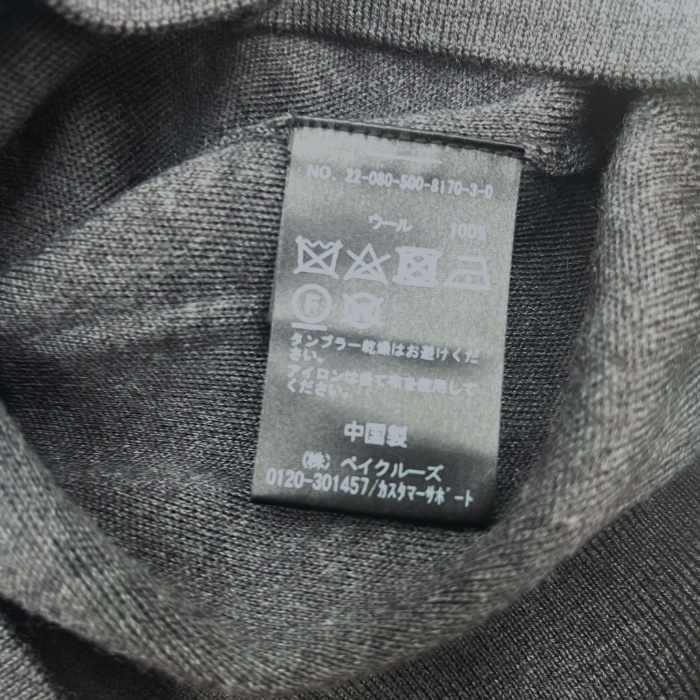 NO. 22-080-500-8170-3-0
ウール 100%
F
W
タンブラー乾燥はお避けくだ
さい。
アイロンは当て布を使用して
ください。
中国製
(株) ベイクルーズ
0120-301457/カスタマーサポート